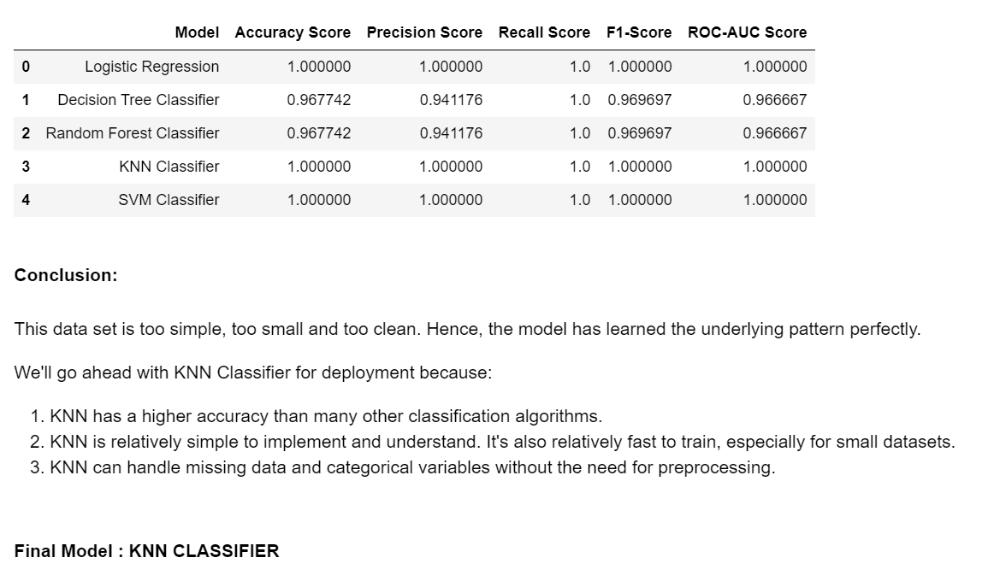 Model Accuracy Score Precision Score Recall Score F1-Score ROC-AUC Score
0 Logistic Regression 1.000000 1.000000 1.0 1.000000 1.000000
1 Decision Tree Classifier 0.967742 0.941176 1.0 0.969697 0.966667
2 Random Forest Classifier 0.967742 0.941176 1.0 0.969697 0.966667
3 KNN Classifier 1.000000 1.000000 1.0 1.000000 1.000000
4 SVM Classifier 1.000000 1.000000 1.0 1.000000 1.000000
Conclusion:
This data set is too simple, too small and too clean. Hence, the model has learned the underlying pattern perfectly.
We'll go ahead with KNN Classifier for deployment because:
1. KNN has a higher accuracy than many other classification algorithms.
2. KNN is relatively simple to implement and understand. It's also relatively fast to train, especially for small datasets.
3. KNN can handle missing data and categorical variables without the need for preprocessing.
Final Model : KNN CLASSIFIER